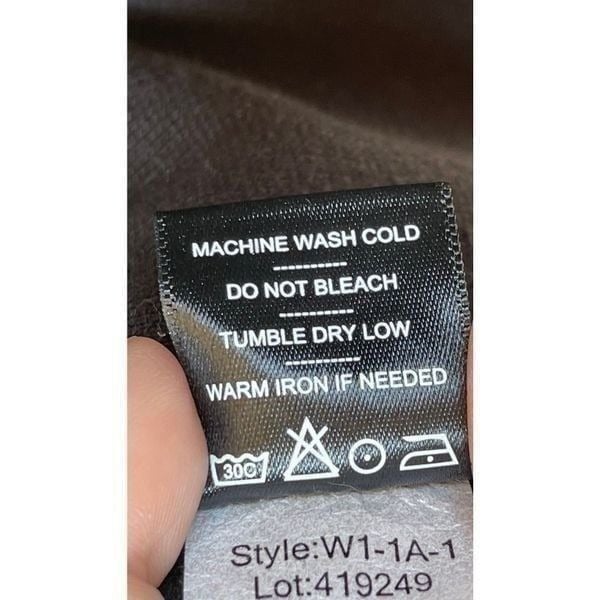 MACHINE WASH COLD
----------
DO NOT BLEACH
----------
TUMBLE DRY LOW
----------
WARM IRON IF NEEDED
30C
Style:W1-1A-1
Lot:419249